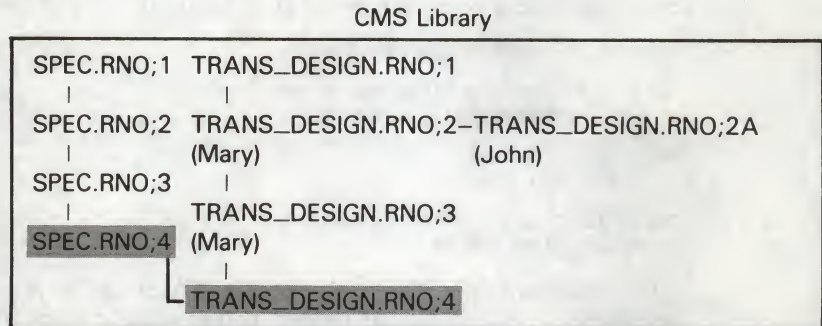 CMS Library
SPEC.RNO;1 TRANS_DESIGN.RNO;1
SPEC.RNO;2 TRANS_DESIGN.RNO;2–TRANS_DESIGN.RNO;2A
(Mary) (John)
SPEC.RNO;3
TRANS_DESIGN.RNO;3
SPEC.RNO;4 (Mary)
TRANS_DESIGN.RNO;4